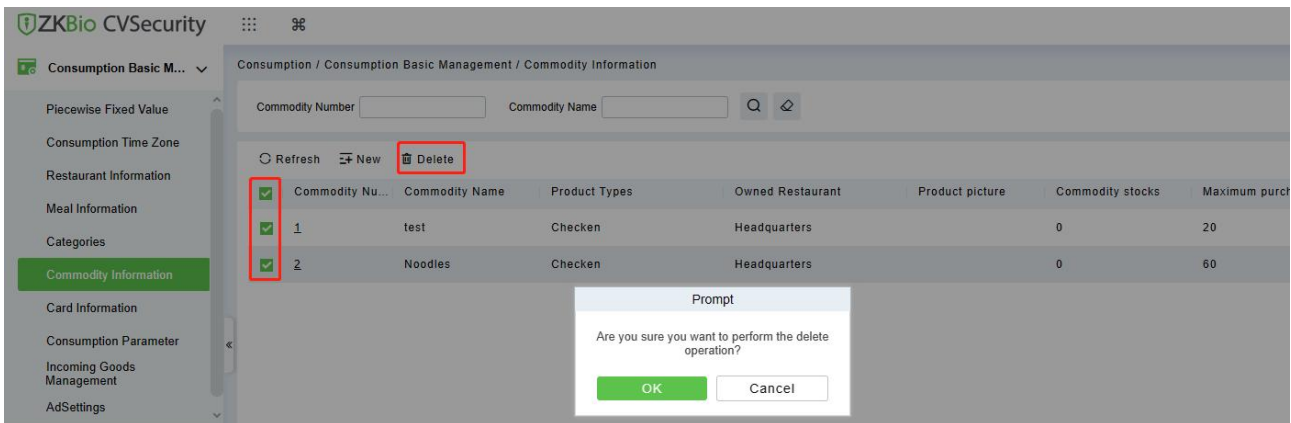 ZKBio CVSecurity
Consumption Basic M...
Consumption / Consumption Basic Management / Commodity Information
Piecewise Fixed Value
Consumption Time Zone
Restaurant Information
Meal Information
Categories
Commodity Information
Card Information
Consumption Parameter
Incoming Goods
Management
AdSettings
Commodity Number
Commodity Name
Refresh New Delete
Commodity Nu... Commodity Name Product Types Owned Restaurant Product picture Commodity stocks Maximum purch
1 test Checken Headquarters 0 20
2 Noodles Checken Headquarters 0 60
Prompt
Are you sure you want to perform the delete
operation?
OK Cancel